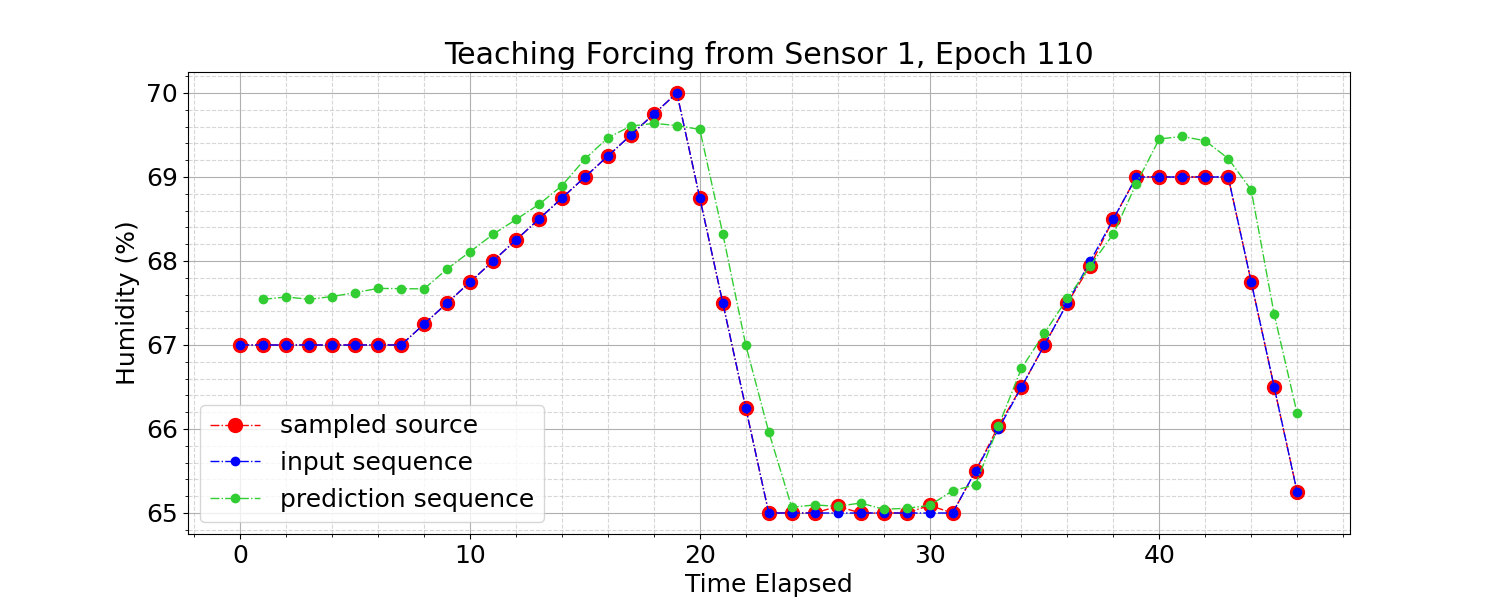 Teaching Forcing from Sensor 1, Epoch 110
70
69
68
67
66
65
Humidity (%)
sampled source
input sequence
prediction sequence
0 10 20 30 40
Time Elapsed